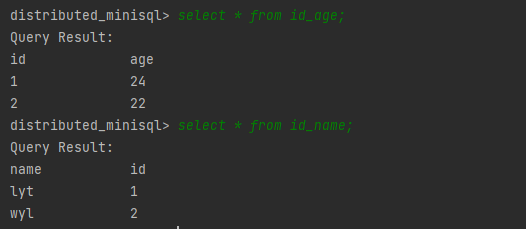 distributed_minisql> select * from id_age;
Query Result:
id age
1 24
2 22
distributed_minisql> select * from id_name;
Query Result:
name id
lyt 1
wyl 2